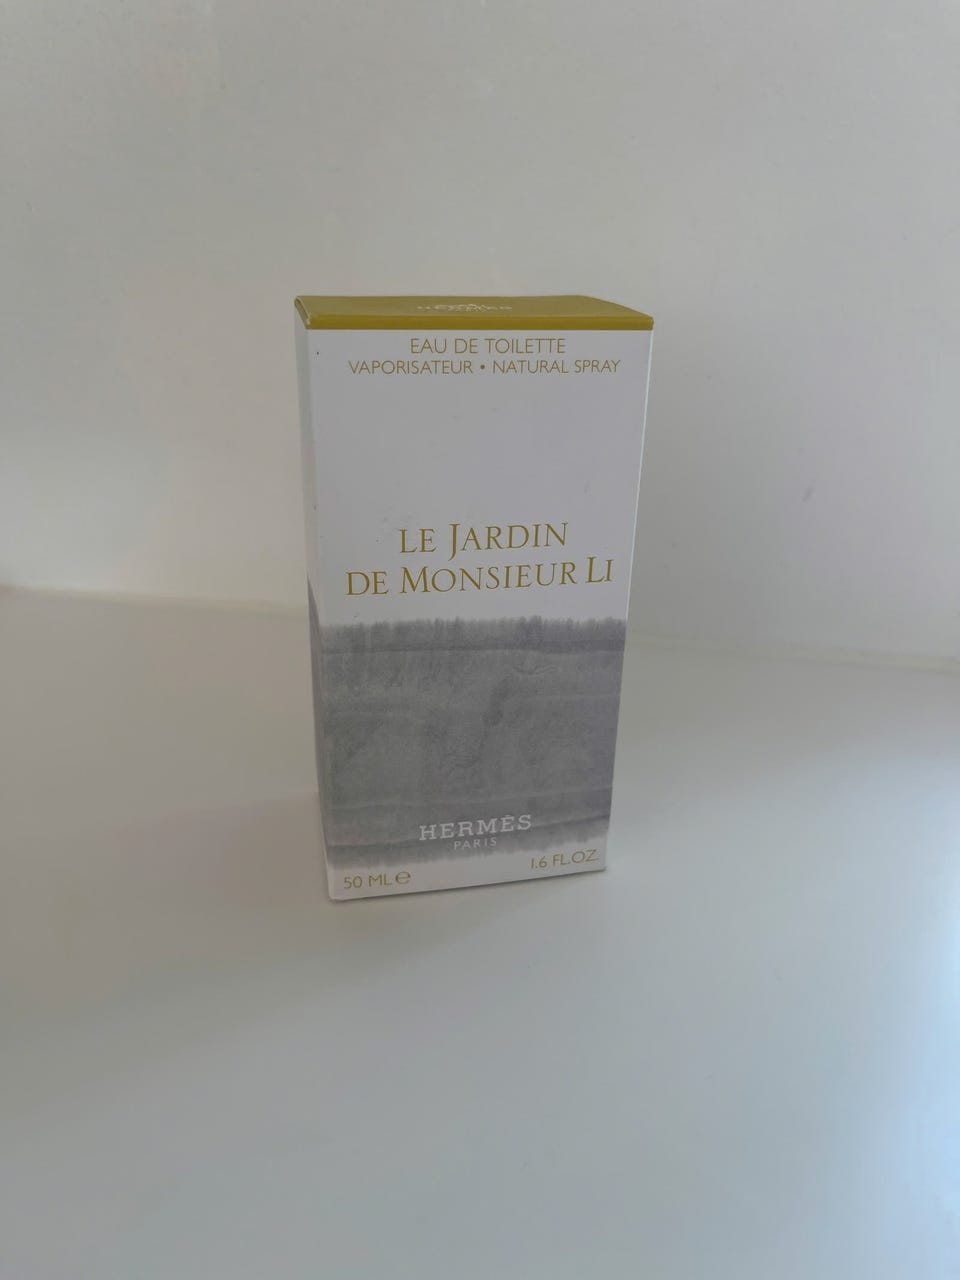 HERMÈS
EAU DE TOILETTE
VAPORISATEUR • NATURAL SPRAY
LE JARDIN
DE MONSIEUR LI
HERMÈS
PARIS
50 ML ℮
1.6 FL.OZ.